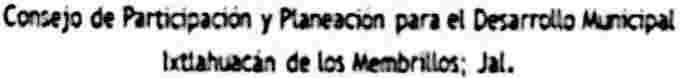 Consejo de Participación y Planeación para el Desarrollo Municipal
Ixtlahuacán de los Membrillos; Jal.